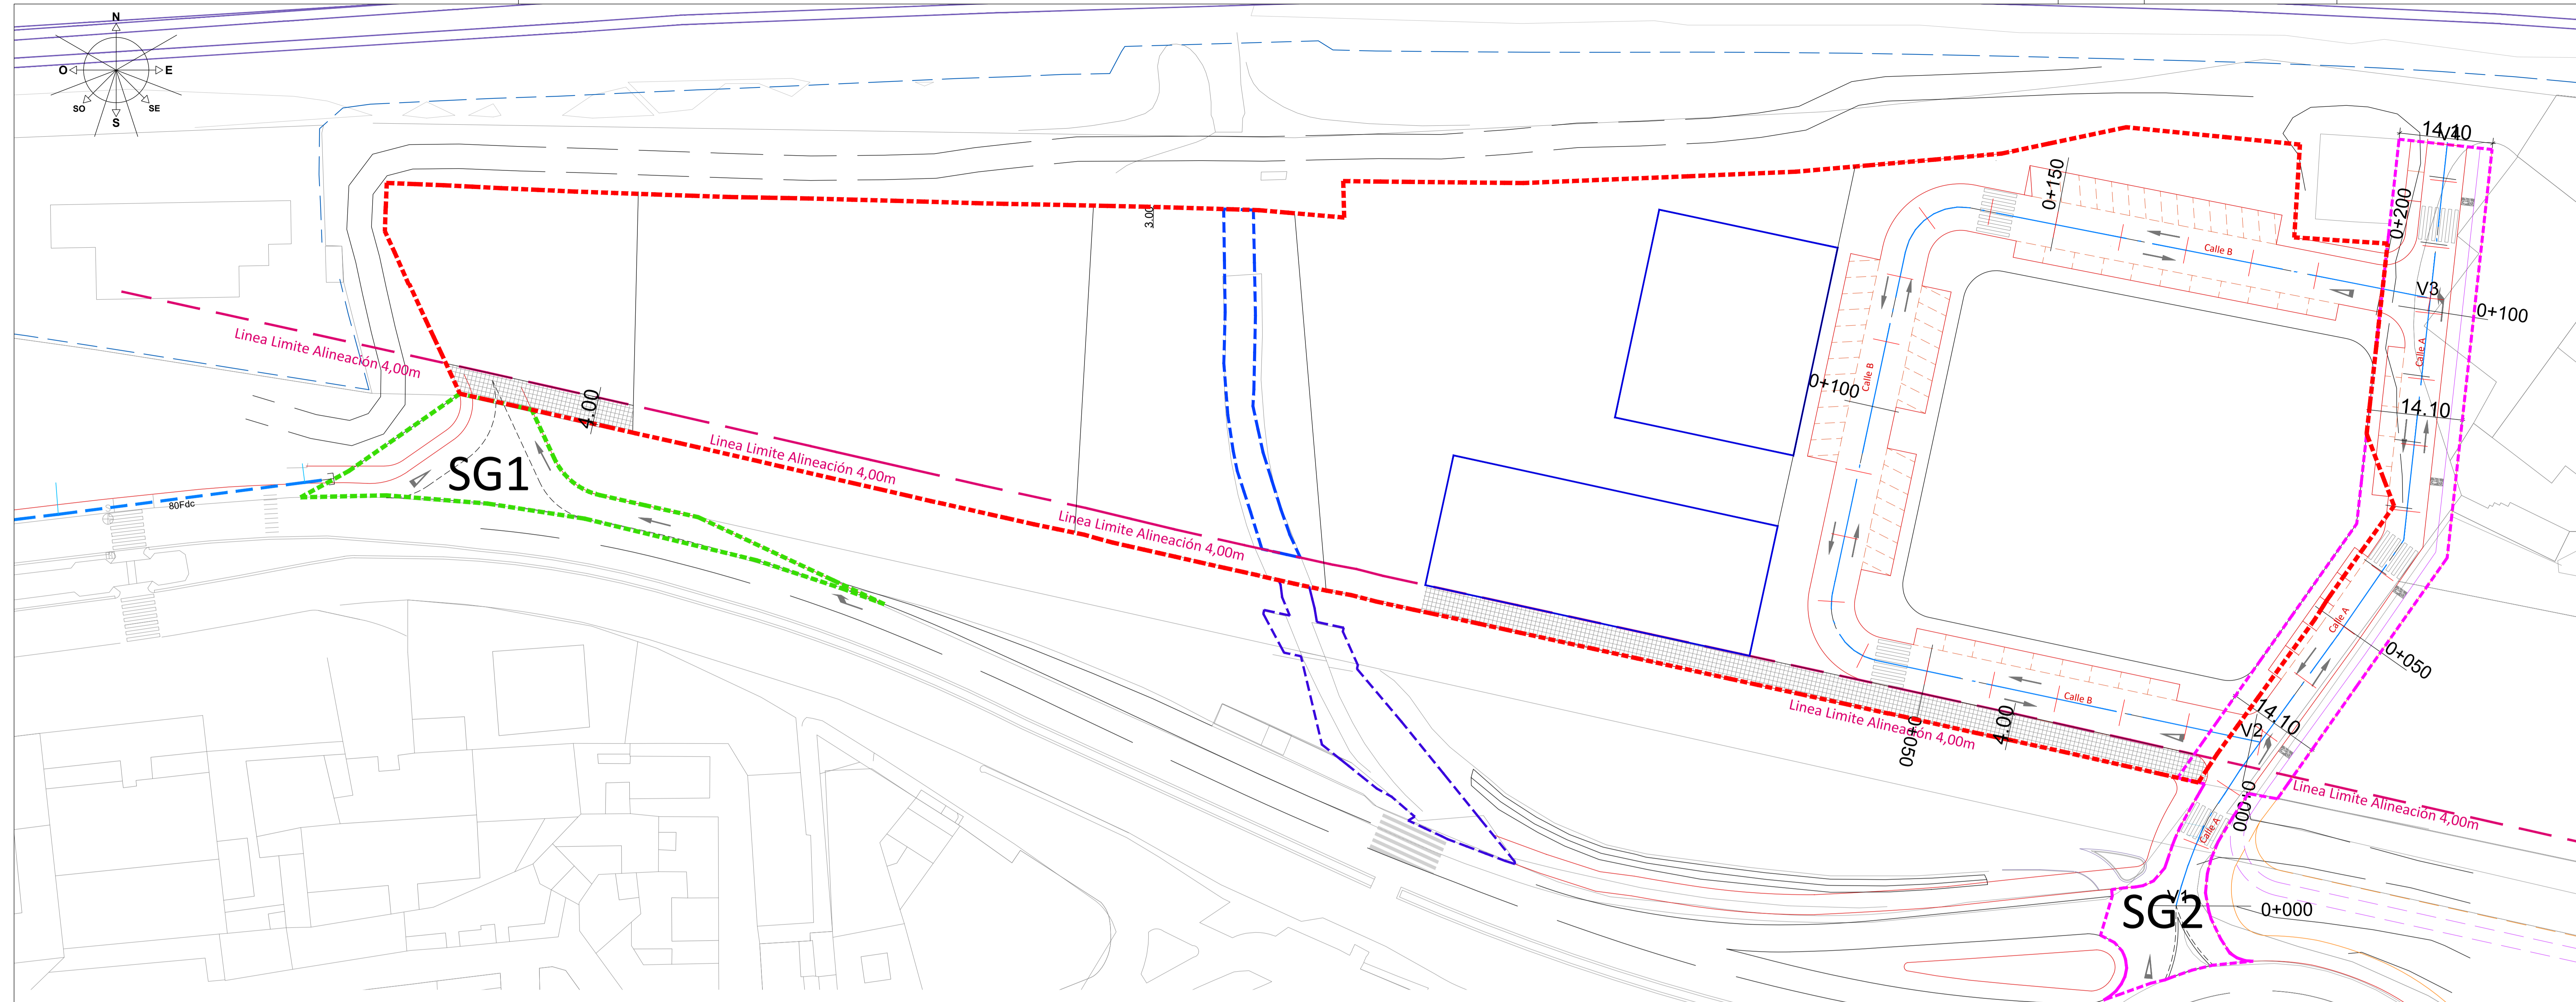 N
O
E
SO
SE
S
14.10
V4
0+150
0+200
3.00
Calle B
V3
0+100
Linea Limite Alineación 4,00m
Calle A
0+100
Calle B
4.00
14.10
Linea Limite Alineación 4,00m
SG1
80Fdc
Linea Limite Alineación 4,00m
Calle A
0+050
Calle B
Linea Limite Alineación 4,00m
0+050
4.00
14.10
V2
0+000
Linea Limite Alineación 4,00m
Calle A
V1
SG2
0+000